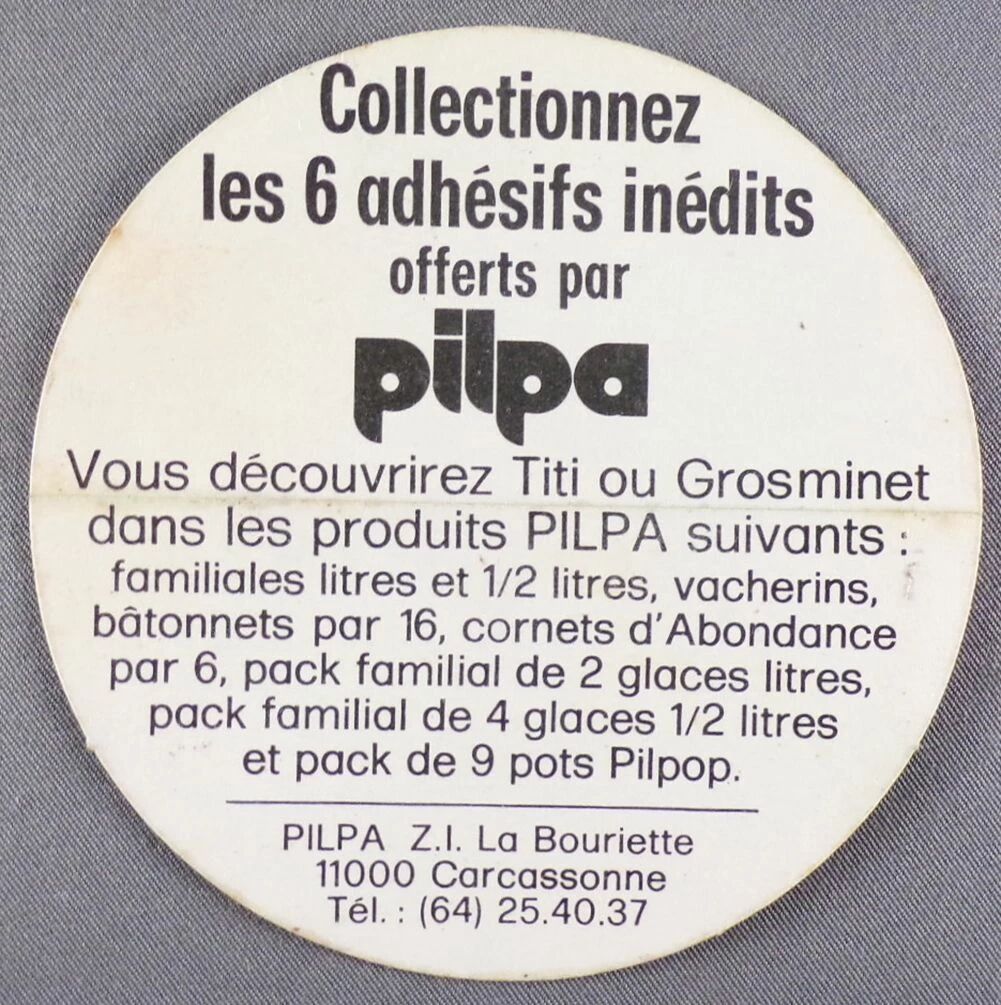 Collectionnez
les 6 adhésifs inédits
offerts par
pilpa
Vous découvrirez Titi ou Grosminet
dans les produits PILPA suivants :
familiales litres et 1/2 litres, vacherins,
bâtonnets par 16, cornets d'Abondance
par 6, pack familial de 2 glaces litres,
pack familial de 4 glaces 1/2 litres
et pack de 9 pots Pilpop.
PILPA Z.I. La Bouriette
11000 Carcassonne
Tél. : (64) 25.40.37